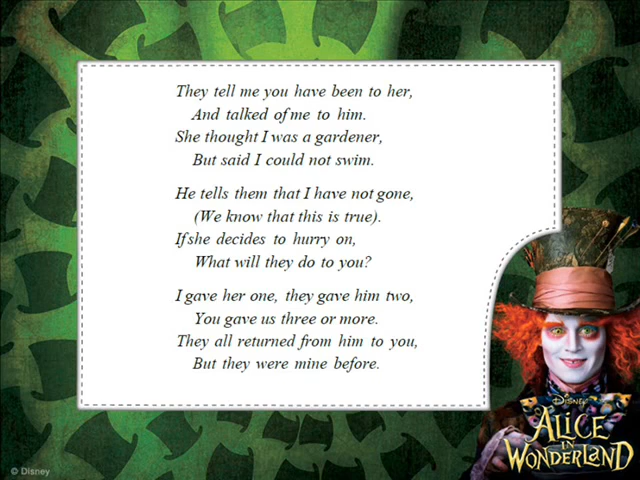 They tell me you have been to her,
And talked of me to him.
She thought I was a gardener,
But said I could not swim.
He tells them that I have not gone,
(We know that this is true).
If she decides to hurry on,
What will they do to you?
I gave her one, they gave him two,
You gave us three or more.
They all returned from him to you,
But they were mine before.
Disney
ALICE
IN
WONDERLAND
© Disney